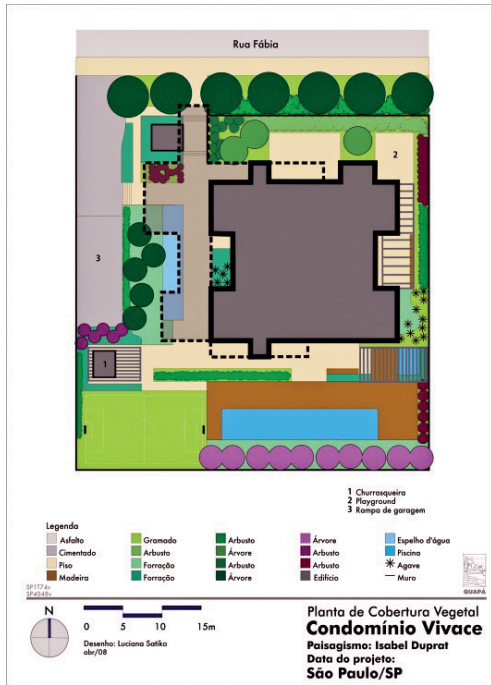 Rua Fábia
2
3
1
1 Churrasqueira
2 Playground
3 Rampa de garagem
Legenda
Asfalto
Cimentado
Piso
Madeira
Gramado
Arbusto
Forração
Forração
Arbusto
Árvore
Arbusto
Árvore
Árvore
Arbusto
Arbusto
Edifício
Espelho d'água
Piscina
Agave
Muro
SP1774v
SP4048v
QUAPÁ
N
0 5 10 15m
Desenho: Luciana Satiko
abr/08
Planta de Cobertura Vegetal
Condomínio Vivace
Paisagismo: Isabel Duprat
Data do projeto:
São Paulo/SP